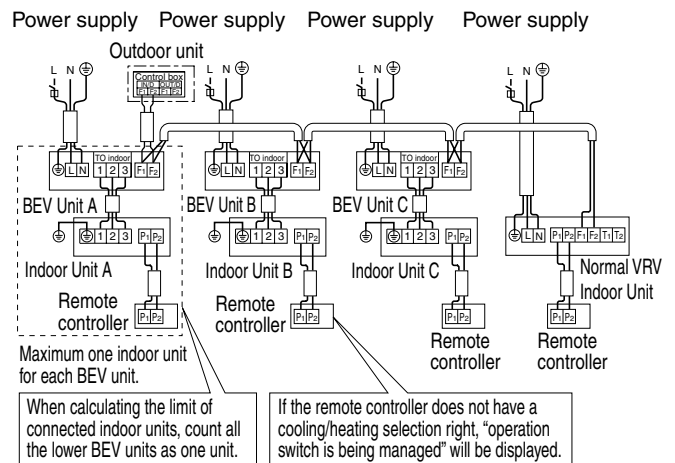 Power supply Power supply Power supply Power supply
Outdoor unit
L N L N L N L N
Control box
IN/D OUT/D
F1 F2 F1 F2
TO indoor TO indoor TO indoor
L N 1 2 3 F1 F2 L N 1 2 3 F1 F2 L N 1 2 3 F1 F2
BEV Unit A BEV Unit B BEV Unit C
1 2 3 P1 P2 1 2 3 P1 P2 1 2 3 P1 P2 L N P1 P2 F1 F2 T1 T2
Indoor Unit A Indoor Unit B Indoor Unit C Normal VRV
Indoor Unit
Remote
controller P1 P2
Remote
controller P1 P2
P1 P2
Remote
controller
P1 P2
Remote
controller
Maximum one indoor unit
for each BEV unit.
When calculating the limit of
connected indoor units, count all
the lower BEV units as one unit.
If the remote controller does not have a
cooling/heating selection right, “operation
switch is being managed” will be displayed.